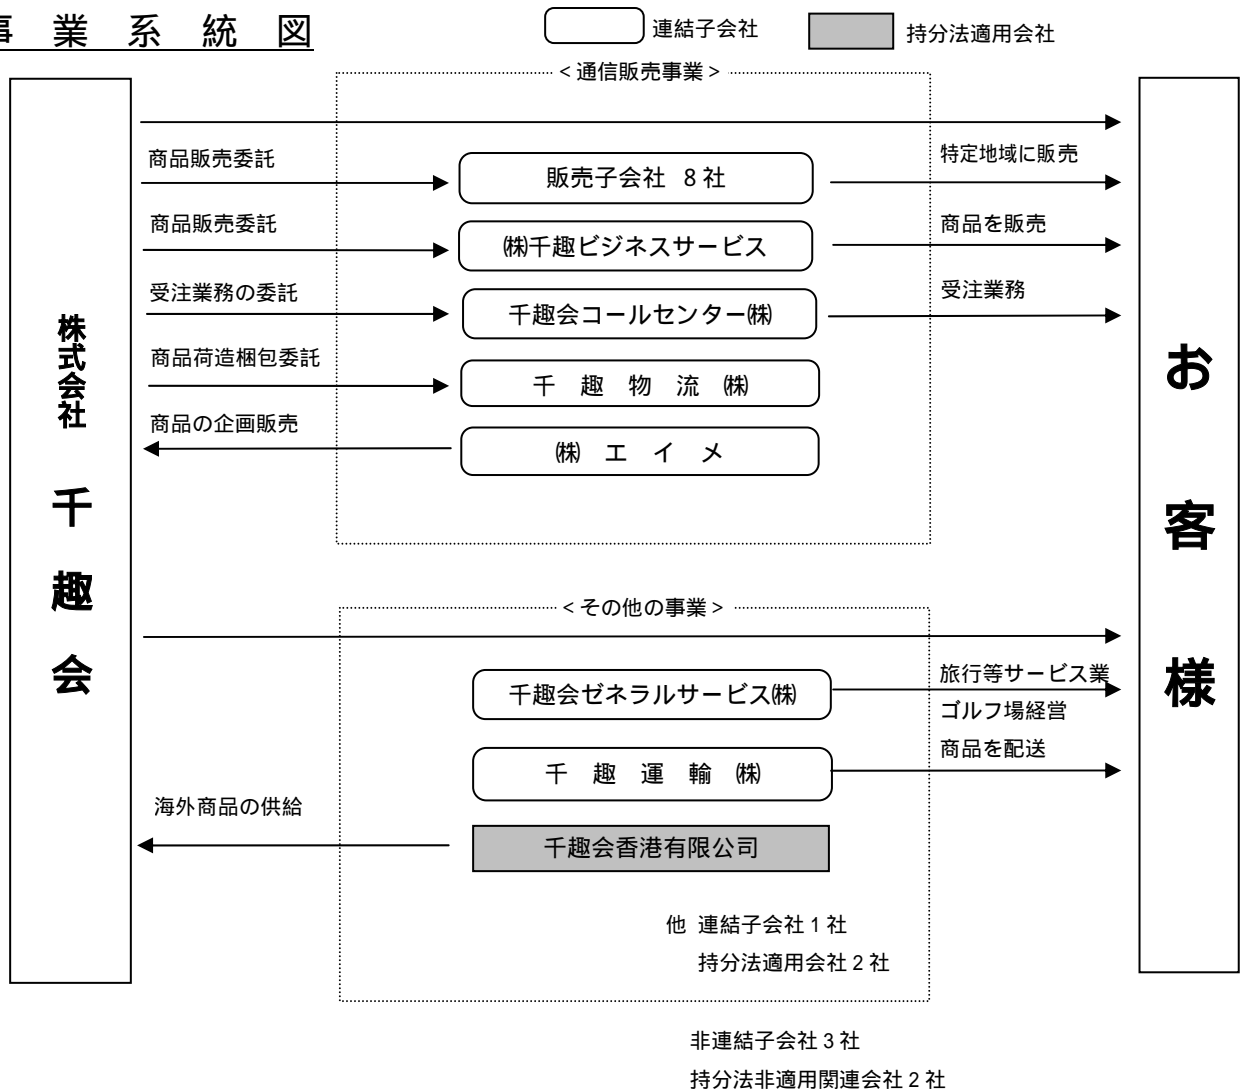 事業系統図
連結子会社
持分法適用会社
<通信販売事業>
商品販売委託
販売子会社 8社
特定地域に販売
商品販売委託
㈱千趣ビジネスサービス
商品を販売
受注業務の委託
千趣会コールセンター㈱
受注業務
商品荷造梱包委託
千趣物流㈱
商品の企画販売
㈱エイメ
株式会社 千趣会
お客様
<その他の事業>
千趣会ゼネラルサービス㈱
旅行等サービス業
ゴルフ場経営
千趣運輸㈱
商品を配送
海外商品の供給
千趣会香港有限公司
他 連結子会社1社
持分法適用会社2社
非連結子会社3社
持分法非適用関連会社2社